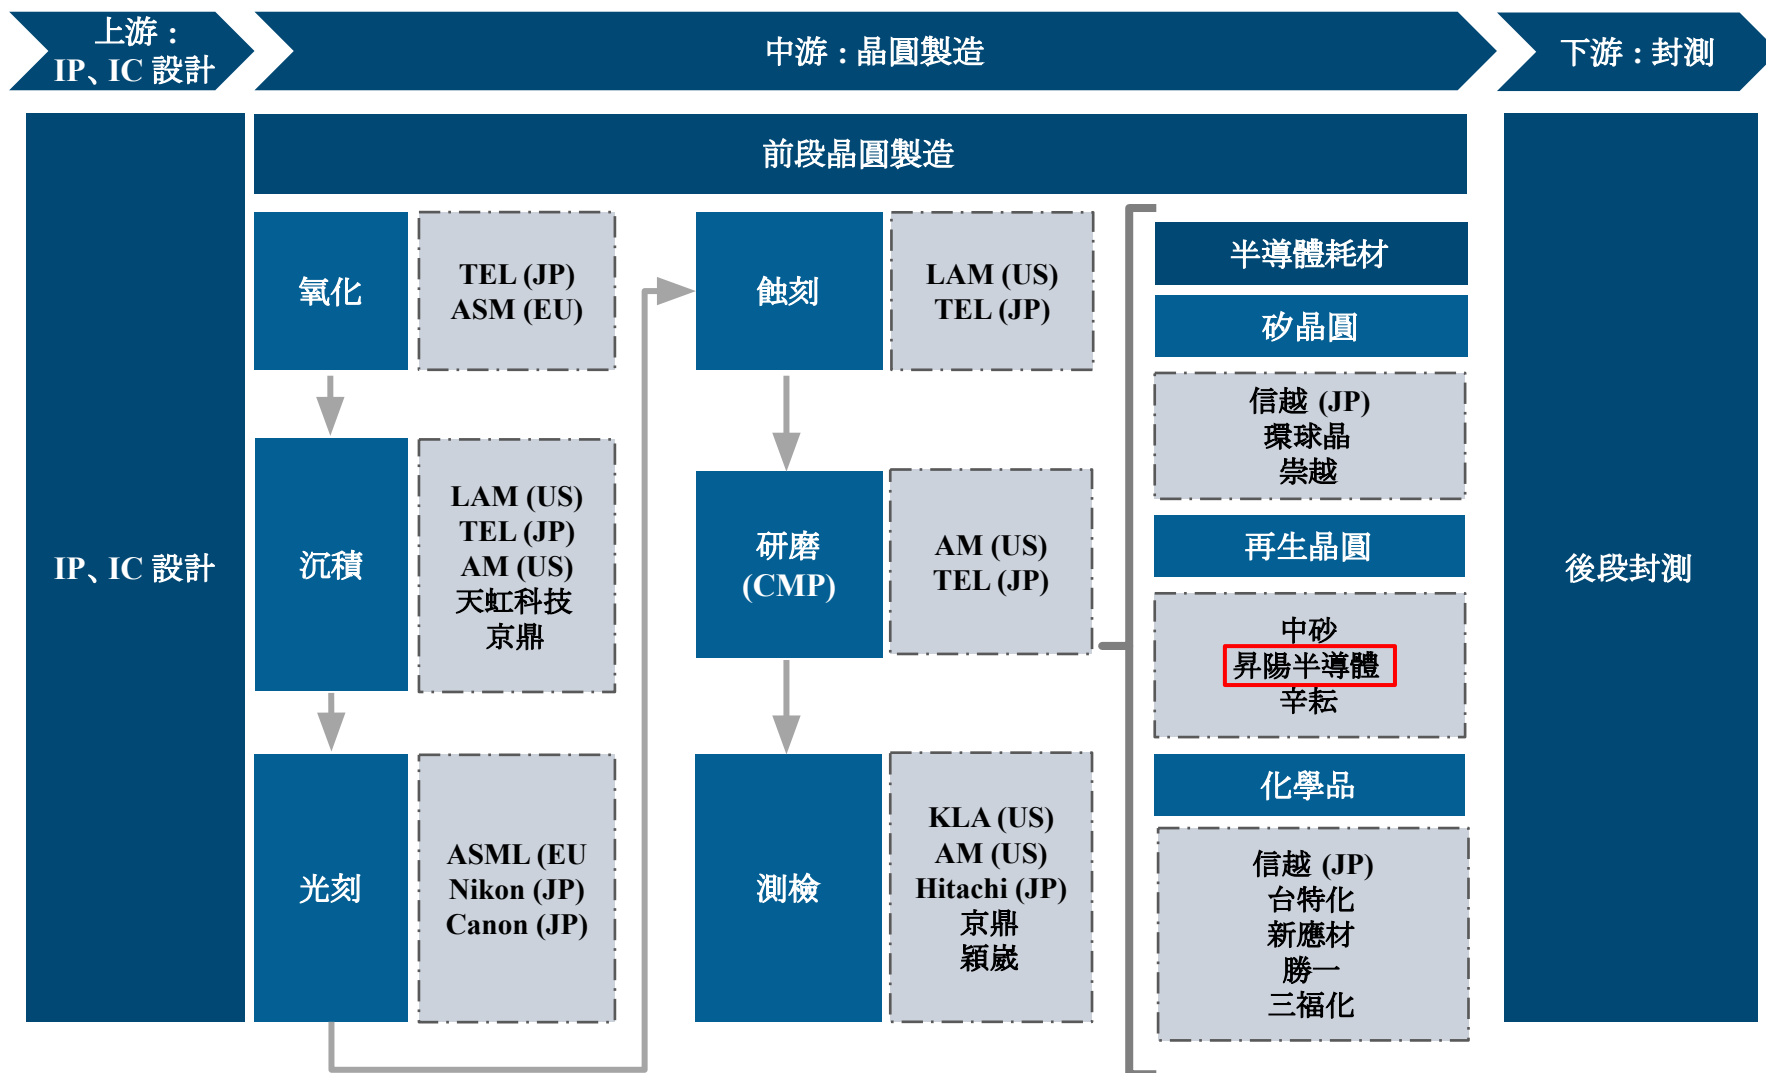 上游：
IP、IC 設計
中游：晶圓製造
下游：封測
IP、IC 設計
前段晶圓製造
氧化
TEL (JP)
ASM (EU)
沉積
LAM (US)
TEL (JP)
AM (US)
天虹科技
京鼎
光刻
ASML (EU
Nikon (JP)
Canon (JP)
蝕刻
LAM (US)
TEL (JP)
研磨
(CMP)
AM (US)
TEL (JP)
測檢
KLA (US)
AM (US)
Hitachi (JP)
京鼎
穎崴
半導體耗材
矽晶圓
信越 (JP)
環球晶
崇越
再生晶圓
中砂
昇陽半導體
辛耘
化學品
信越 (JP)
台特化
新應材
勝一
三福化
後段封測